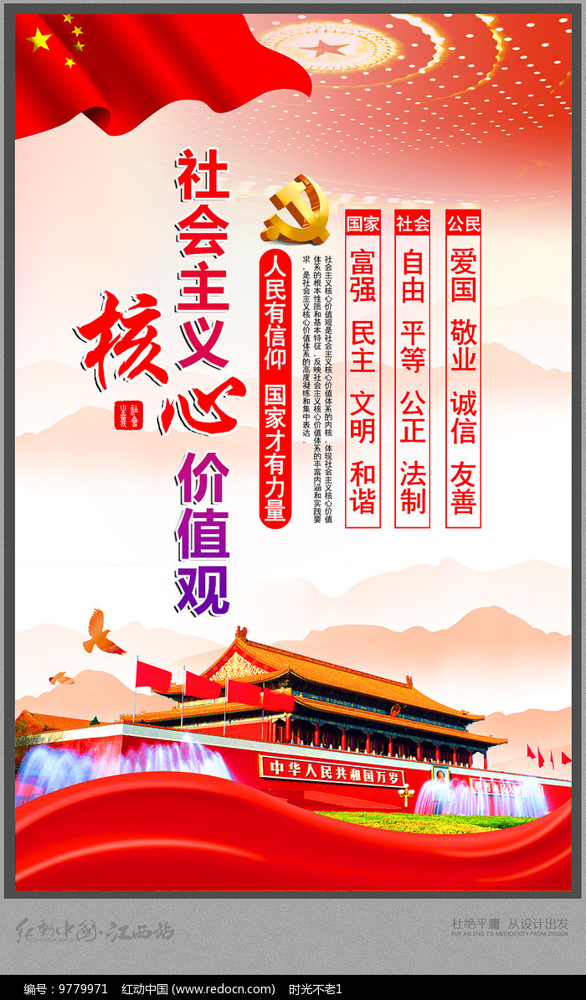 社会主义
核心
价值观
社會
主義
人民有信仰 国家才有力量
社会主义核心价值观是社会主义核心价值体系的内核，体现社会主义核心价值
体系的根本性质和基本特征，反映社会主义核心价值体系的丰富内涵和实践要
求，是社会主义核心价值体系的高度凝练和集中表达。
国家
富强 民主 文明 和谐
社会
自由 平等 公正 法制
公民
爱国 敬业 诚信 友善
中华人民共和国万岁
红动中国·江西站
REDCHINA SHOP
杜绝平庸 从设计出发
PUT AN END TO MEDIOCRITY FROM DESIGN
编号：9779971 红动中国 (www.redocn.com) 时光不老1